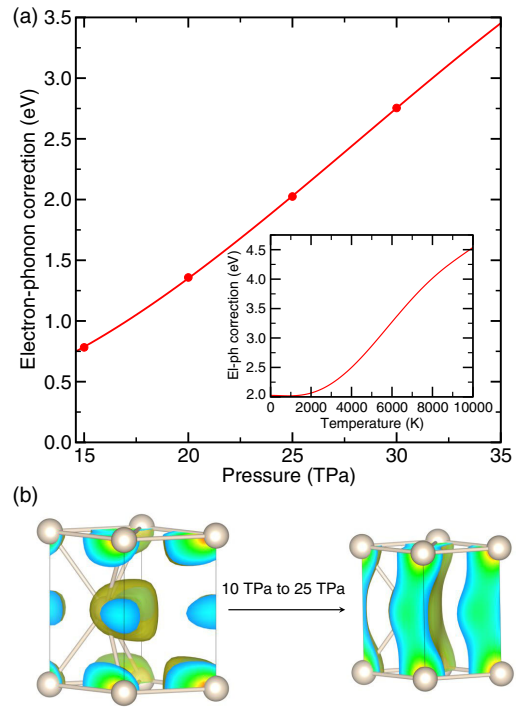 (a)
Electron-phonon correction (eV)
3.5
3.0
2.5
2.0
1.5
1.0
0.5
0.0
15 20 25 30 35
Pressure (TPa)
El-ph correction (eV)
4.5
4.0
3.5
3.0
2.5
2.0
0 2000 4000 6000 8000 10000
Temperature (K)
(b)
10 TPa to 25 TPa